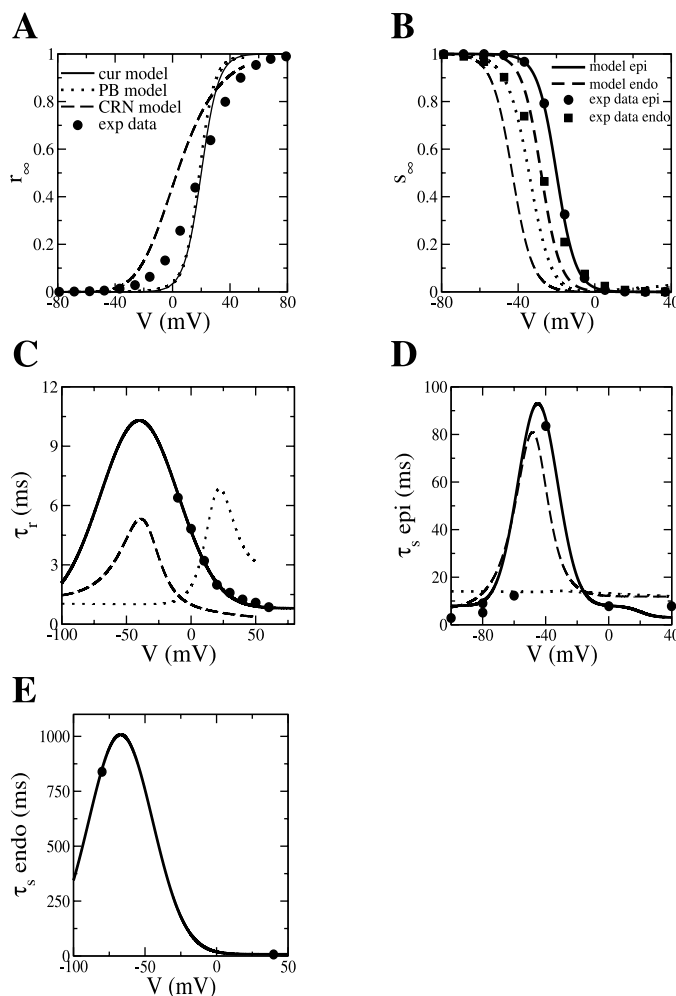 A
1
0.8
0.6
0.4
0.2
0
r∞
cur model
PB model
CRN model
exp data
-80 -40 0 40 80
V (mV)
B
1
0.8
0.6
0.4
0.2
0
s∞
model epi
model endo
exp data epi
exp data endo
-80 -40 0 40
V (mV)
C
12
9
6
3
0
τr (ms)
-100 -50 0 50
V (mV)
D
100
80
60
40
20
0
τs epi (ms)
-80 -40 0 40
V (mV)
E
1000
750
500
250
0
τs endo (ms)
-100 -50 0 50
V (mV)